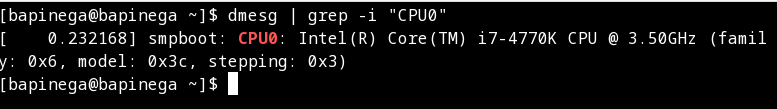 [bapinega@bapinega ~]$ dmesg | grep -i "CPU0"
[    0.232168] smpboot: CPU0: Intel(R) Core(TM) i7-4770K CPU @ 3.50GHz (famil
y: 0x6, model: 0x3c, stepping: 0x3)
[bapinega@bapinega ~]$